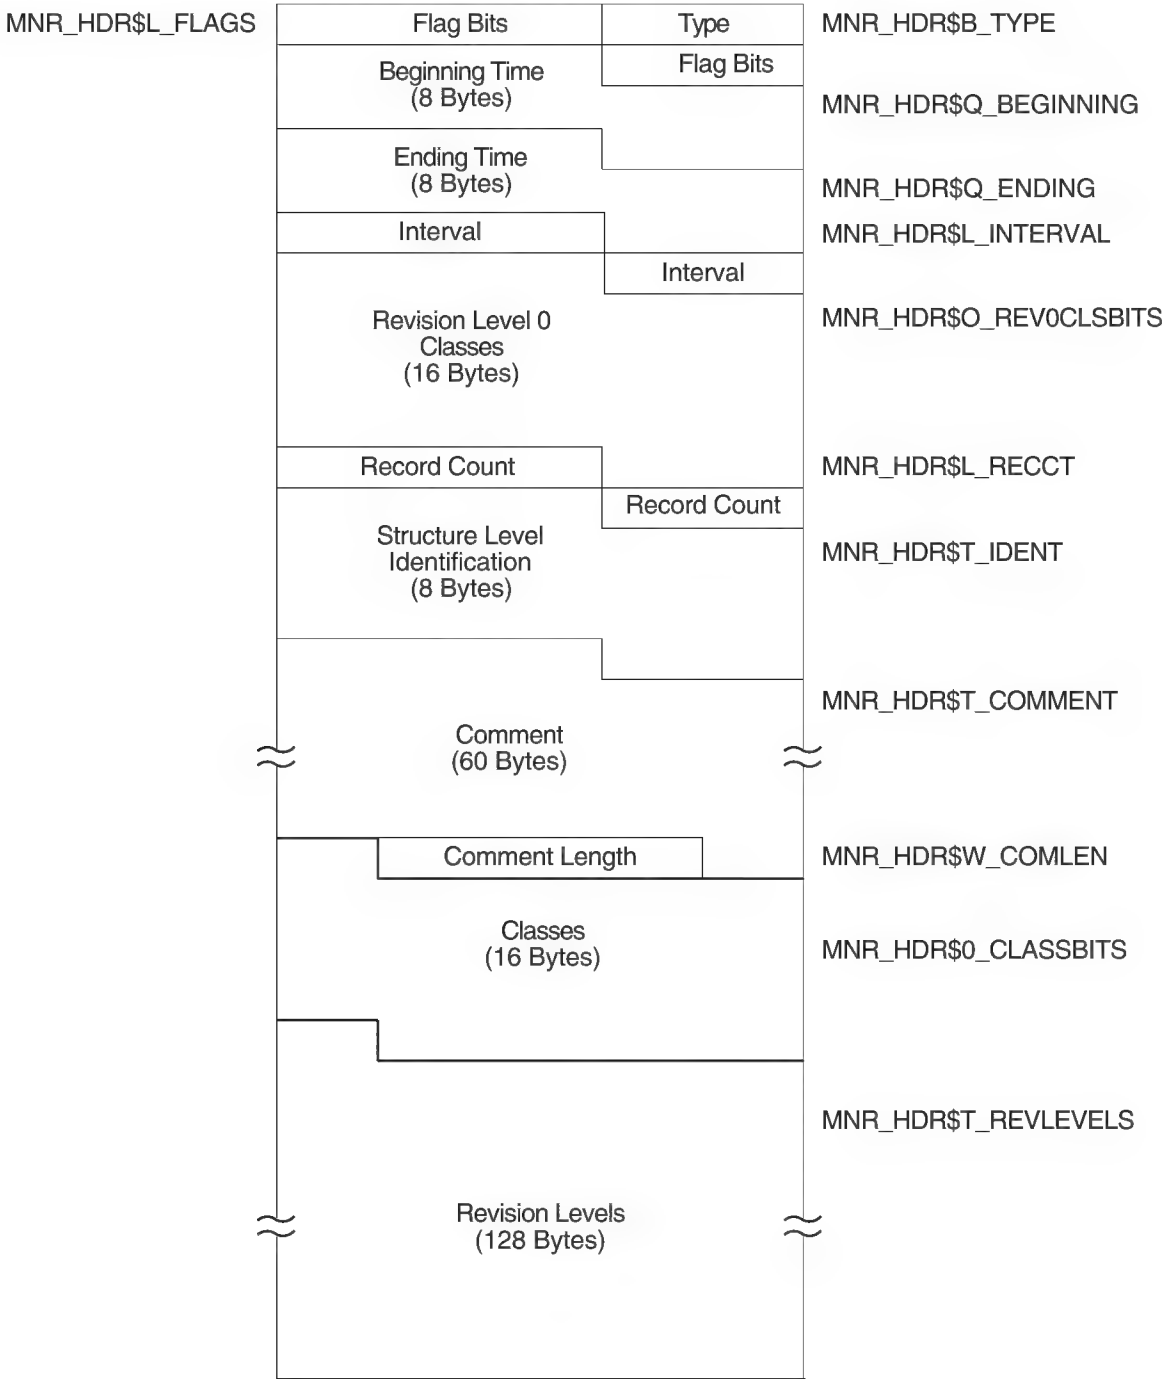 MNR_HDR$L_FLAGS Flag Bits Type MNR_HDR$B_TYPE
Beginning Time Flag Bits
(8 Bytes) MNR_HDR$Q_BEGINNING
Ending Time
(8 Bytes) MNR_HDR$Q_ENDING
Interval MNR_HDR$L_INTERVAL
Interval
Revision Level 0 MNR_HDR$O_REV0CLSBITS
Classes
(16 Bytes)
Record Count MNR_HDR$L_RECCT
Record Count
Structure Level
Identification MNR_HDR$T_IDENT
(8 Bytes)
MNR_HDR$T_COMMENT
Comment
(60 Bytes)
Comment Length MNR_HDR$W_COMLEN
Classes
(16 Bytes) MNR_HDR$0_CLASSBITS
MNR_HDR$T_REVLEVELS
Revision Levels
(128 Bytes)